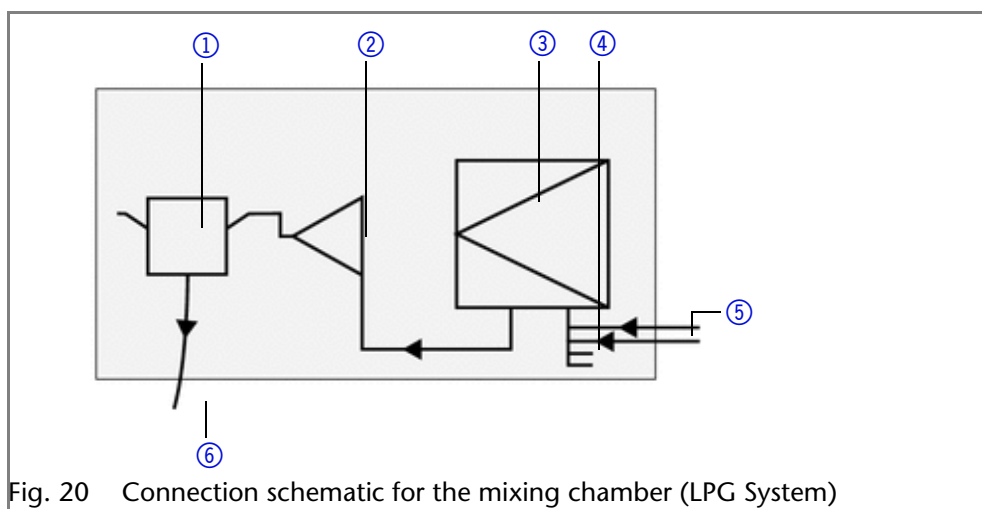 ① ② ③ ④
⑤
⑥
Fig. 20 Connection schematic for the mixing chamber (LPG System)